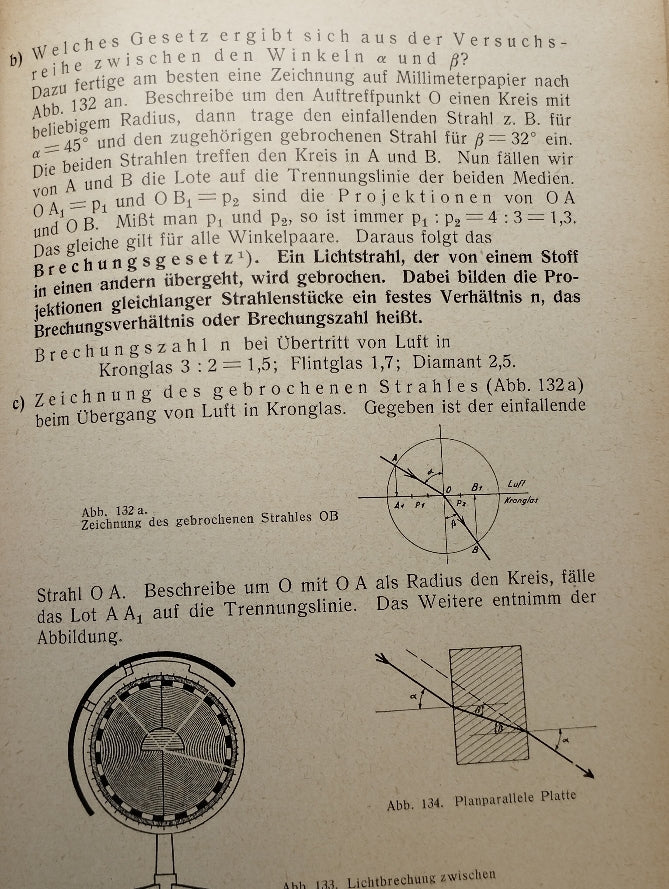 b) Welches Gesetz ergibt sich aus der Versuchs-
reihe zwischen den Winkeln α und β?
Dazu fertige am besten eine Zeichnung auf Millimeterpapier nach
Abb. 132 an. Beschreibe um den Auftreffpunkt O einen Kreis mit
beliebigem Radius, dann trage den einfallenden Strahl z. B. für
α = 45° und den zugehörigen gebrochenen Strahl für β = 32° ein.
Die beiden Strahlen treffen den Kreis in A und B. Nun fällen wir
von A und B die Lote auf die Trennungslinie der beiden Medien.
O A₁ = p₁ und O B₁ = p₂ sind die Projektionen von O A
und O B. Mißt man p₁ und p₂, so ist immer p₁ : p₂ = 4 : 3 = 1,3.
Das gleiche gilt für alle Winkelpaare. Daraus folgt das
Brechungsgesetz¹). Ein Lichtstrahl, der von einem Stoff
in einen andern übergeht, wird gebrochen. Dabei bilden die Pro-
jektionen gleichlanger Strahlenstücke ein festes Verhältnis n, das
Brechungsverhältnis oder Brechungszahl heißt.
Brechungszahl n bei Übertritt von Luft in
Kronglas 3 : 2 = 1,5; Flintglas 1,7; Diamant 2,5.
c) Zeichnung des gebrochenen Strahles (Abb. 132 a)
beim Übergang von Luft in Kronglas. Gegeben ist der einfallende
A
α
O
B₁
Luft
A₁
P₁
P₂
Kronglas
β
B
Abb. 132 a.
Zeichnung des gebrochenen Strahles OB
Strahl O A. Beschreibe um O mit O A als Radius den Kreis, fälle
das Lot A A₁ auf die Trennungslinie. Das Weitere entnimm der
Abbildung.
α
β
β
α
Abb. 134. Planparallele Platte
Abb. 133. Lichtbrechung zwischen